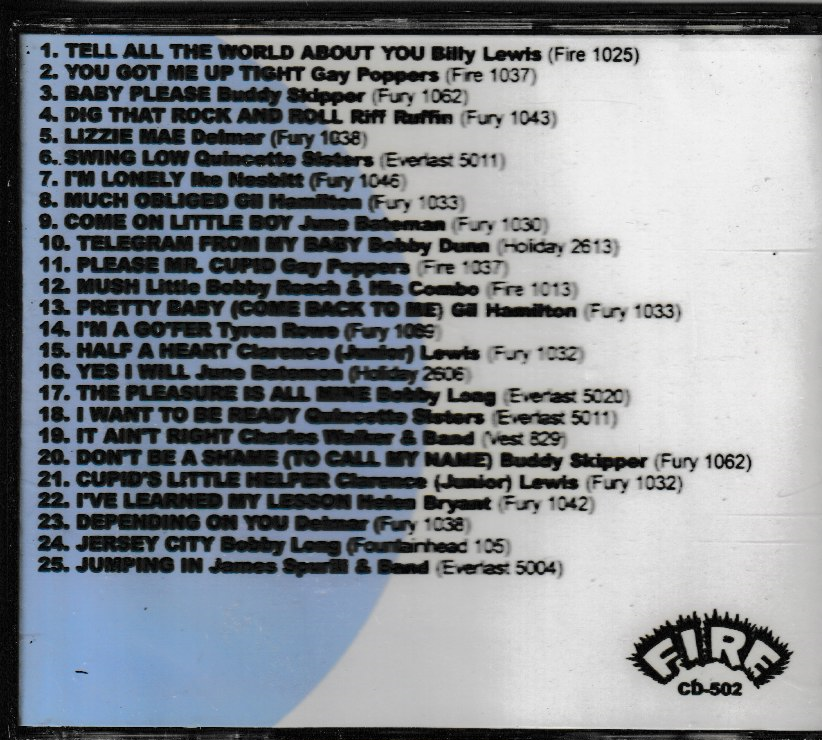 1. TELL ALL THE WORLD ABOUT YOU Billy Lewis (Fire 1025)
2. YOU GOT ME UP TIGHT Gay Poppers (Fire 1037)
3. BABY PLEASE Buddy Skipper (Fury 1062)
4. DIG THAT ROCK AND ROLL Riff Ruffin (Fury 1043)
5. LIZZIE MAE Delmar (Fury 1038)
6. SWING LOW Quincette Sisters (Everlast 5011)
7. I'M LONELY Ike Nesbitt (Fury 1046)
8. MUCH OBLIGED Gil Hamilton (Fury 1033)
9. COME ON LITTLE BOY June Bateman (Fury 1030)
10. TELEGRAM FROM MY BABY Bobby Dunn (Holiday 2613)
11. PLEASE MR. CUPID Gay Poppers (Fire 1037)
12. MUSH Little Bobby Roach & His Combo (Fire 1013)
13. PRETTY BABY (COME BACK TO ME) Gil Hamilton (Fury 1033)
14. I'M A GO'FER Tyron Rowe (Fury
15. HALF A HEART Clarence (Junior) Lewis (Fury 1032)
16. YES I WILL June Bateman (Holiday 2606)
17. THE PLEASURE IS ALL MINE Bobby Long (Everlast 5020)
18. I WANT TO BE READY Quincette Sisters (Everlast 5011)
19. IT AIN'T RIGHT Charles Walker & Band (Vest 829)
20. DON'T BE A SHAME (TO CALL MY NAME) Buddy Skipper (Fury 1062)
21. CUPID'S LITTLE HELPER Clarence (Junior) Lewis (Fury 1032)
22. I'VE LEARNED MY LESSON Helen Bryant (Fury 1042)
23. DEPENDING ON YOU Delmar (Fury 1038)
24. JERSEY CITY Bobby Long (Fountainhead 105)
25. JUMPING IN James Spurill & Band (Everlast 5004)
FIRE
CD-502